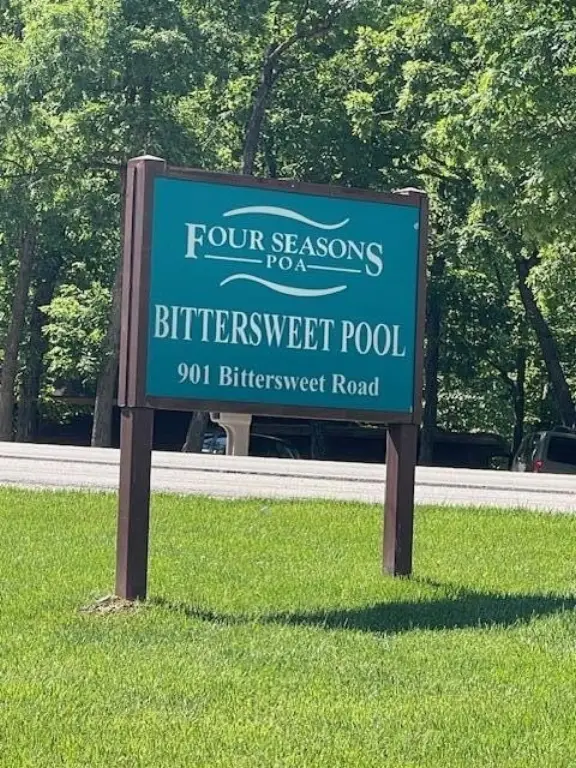 FOUR SEASONS
POA
BITTERSWEET POOL
901 Bittersweet Road